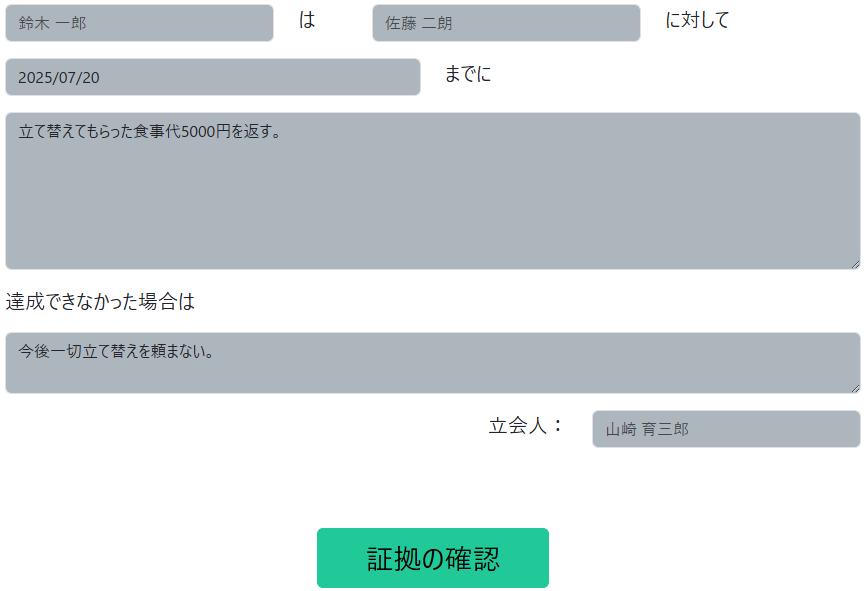 鈴木 一郎 は 佐藤 二朗 に対して
2025/07/20 までに
立て替えてもらった食事代5000円を返す。
達成できなかった場合は
今後一切立て替えを頼まない。
立会人： 山崎 育三郎
証拠の確認